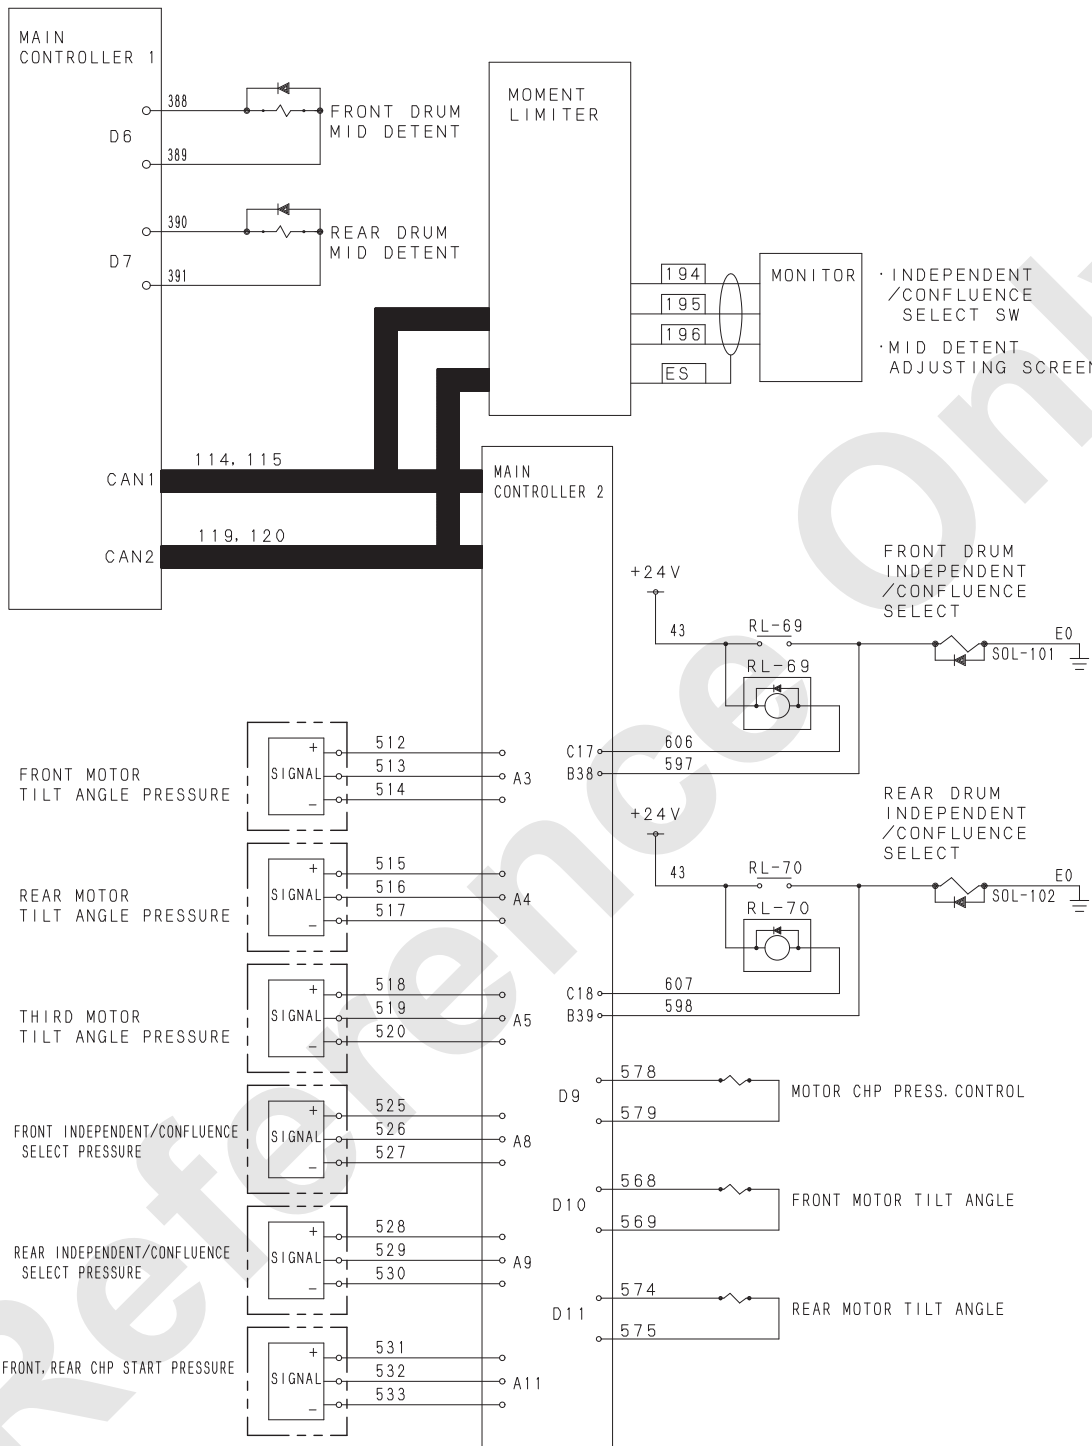 MAIN
CONTROLLER 1
388
D6
389
FRONT DRUM
MID DETENT
390
D7
391
REAR DRUM
MID DETENT
MOMENT
LIMITER
194
195
196
ES
MONITOR
·INDEPENDENT
/CONFLUENCE
SELECT SW
·MID DETENT
ADJUSTING SCREEN
CAN1
114, 115
CAN2
119, 120
MAIN
CONTROLLER 2
+24V
43
RL-69
RL-69
FRONT DRUM
INDEPENDENT
/CONFLUENCE
SELECT
SOL-101
E0
C17
606
B38
597
+24V
43
RL-70
RL-70
REAR DRUM
INDEPENDENT
/CONFLUENCE
SELECT
SOL-102
E0
C18
607
B39
598
FRONT MOTOR
TILT ANGLE PRESSURE
+
SIGNAL
−
512
513
514
A3
REAR MOTOR
TILT ANGLE PRESSURE
+
SIGNAL
−
515
516
517
A4
THIRD MOTOR
TILT ANGLE PRESSURE
+
SIGNAL
−
518
519
520
A5
FRONT INDEPENDENT/CONFLUENCE
SELECT PRESSURE
+
SIGNAL
−
525
526
527
A8
REAR INDEPENDENT/CONFLUENCE
SELECT PRESSURE
+
SIGNAL
−
528
529
530
A9
FRONT, REAR CHP START PRESSURE
+
SIGNAL
−
531
532
533
A11
D9
578
579
MOTOR CHP PRESS. CONTROL
D10
568
569
FRONT MOTOR TILT ANGLE
D11
574
575
REAR MOTOR TILT ANGLE
Reference Only